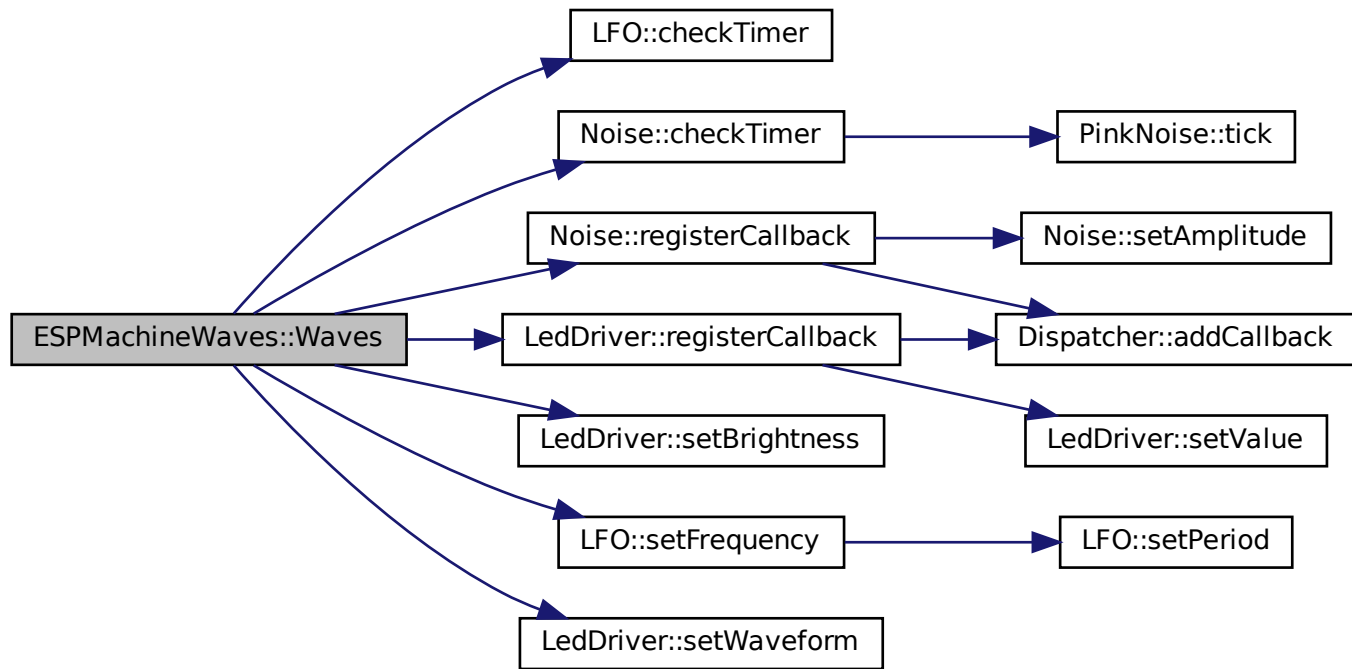 LFO::checkTimer
Noise::checkTimer
PinkNoise::tick
Noise::registerCallback
Noise::setAmplitude
ESPMachineWaves::Waves
LedDriver::registerCallback
Dispatcher::addCallback
LedDriver::setBrightness
LedDriver::setValue
LFO::setFrequency
LFO::setPeriod
LedDriver::setWaveform